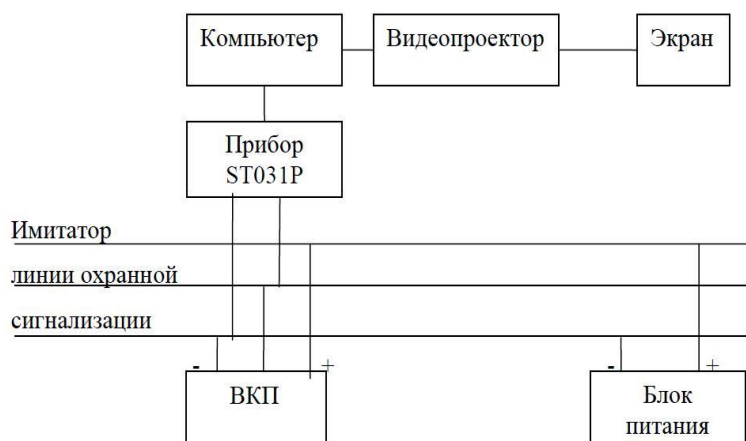 Компьютер
Видеопроектор
Экран
Прибор
ST031P
Имитатор
линии охранной
сигнализации
- +
ВКП
- +
Блок
питания